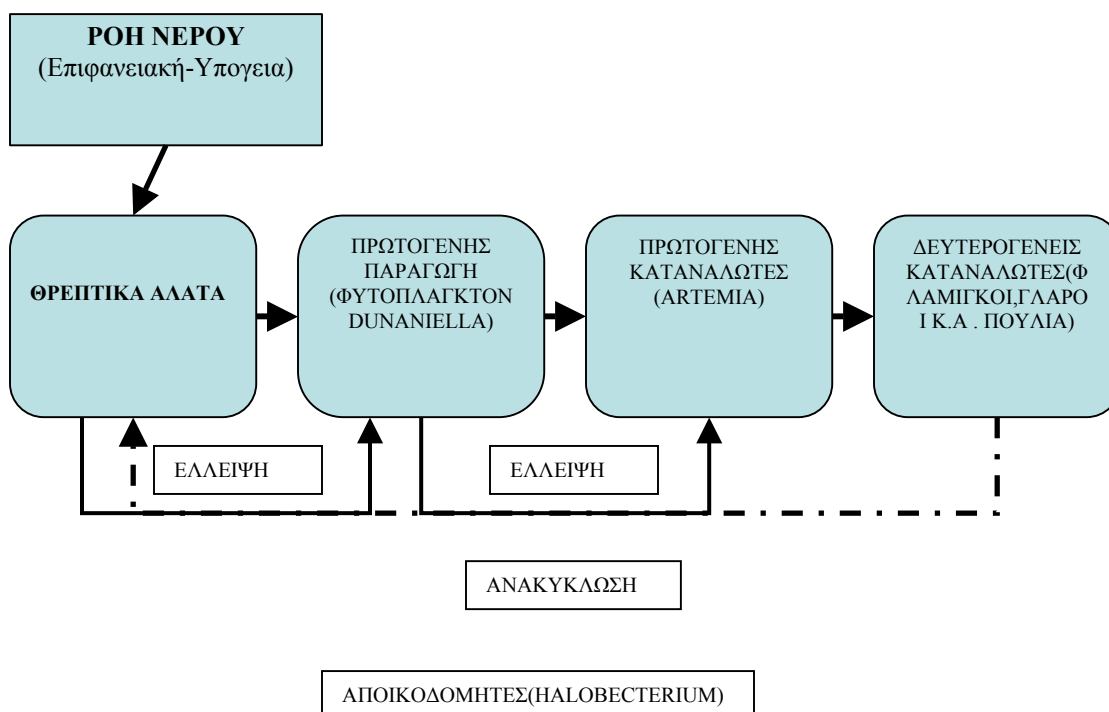 ΡΟΗ ΝΕΡΟΥ
(Επιφανειακή-Υπογεια)
ΘΡΕΠΤΙΚΑ ΑΛΑΤΑ
ΠΡΩΤΟΓΕΝΗΣ
ΠΑΡΑΓΩΓΗ
(ΦΥΤΟΠΛΑΓΚΤΟΝ
DUNANIELLA)
ΠΡΩΤΟΓΕΝΗΣ
ΚΑΤΑΝΑΛΩΤΕΣ
(ARTEMIA)
ΔΕΥΤΕΡΟΓΕΝΕΙΣ
ΚΑΤΑΝΑΛΩΤΕΣ(Φ
ΛΑΜΙΓΚΟΙ,ΓΛΑΡΟ
Ι Κ.Α . ΠΟΥΛΙΑ)
ΕΛΛΕΙΨΗ
ΕΛΛΕΙΨΗ
ΑΝΑΚΥΚΛΩΣΗ
ΑΠΟΙΚΟΔΟΜΗΤΕΣ(HALOBECTERIUM)